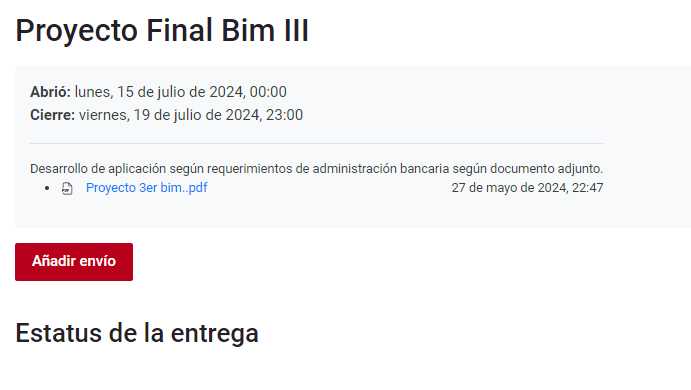 Proyecto Final Bim III
Abrió: lunes, 15 de julio de 2024, 00:00
Cierre: viernes, 19 de julio de 2024, 23:00
Desarrollo de aplicación según requerimientos de administración bancaria según documento adjunto.
Proyecto 3er bim..pdf 27 de mayo de 2024, 22:47
Añadir envío
Estatus de la entrega